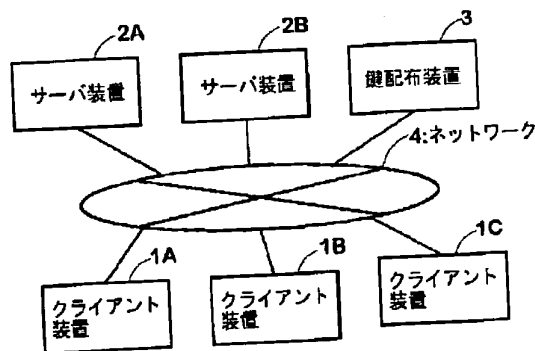 2A
2B
3
サーバ装置
サーバ装置
鍵配布装置
4:ネットワーク
1A
1B
1C
クライアント
装置
クライアント
装置
クライアント
装置